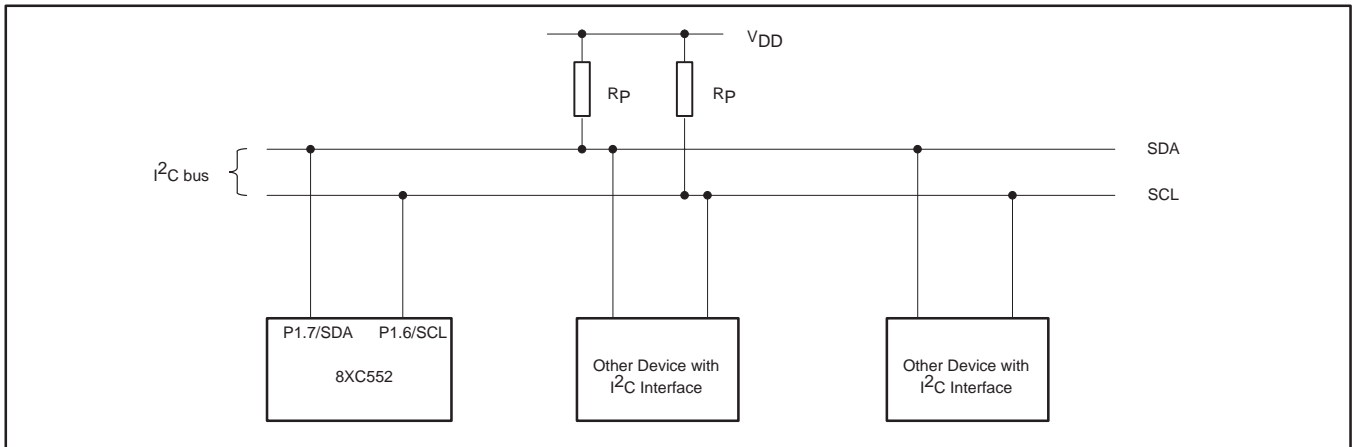 VDD
RP RP
SDA
I2C bus
SCL
P1.7/SDA P1.6/SCL
8XC552
Other Device with
I2C Interface
Other Device with
I2C Interface